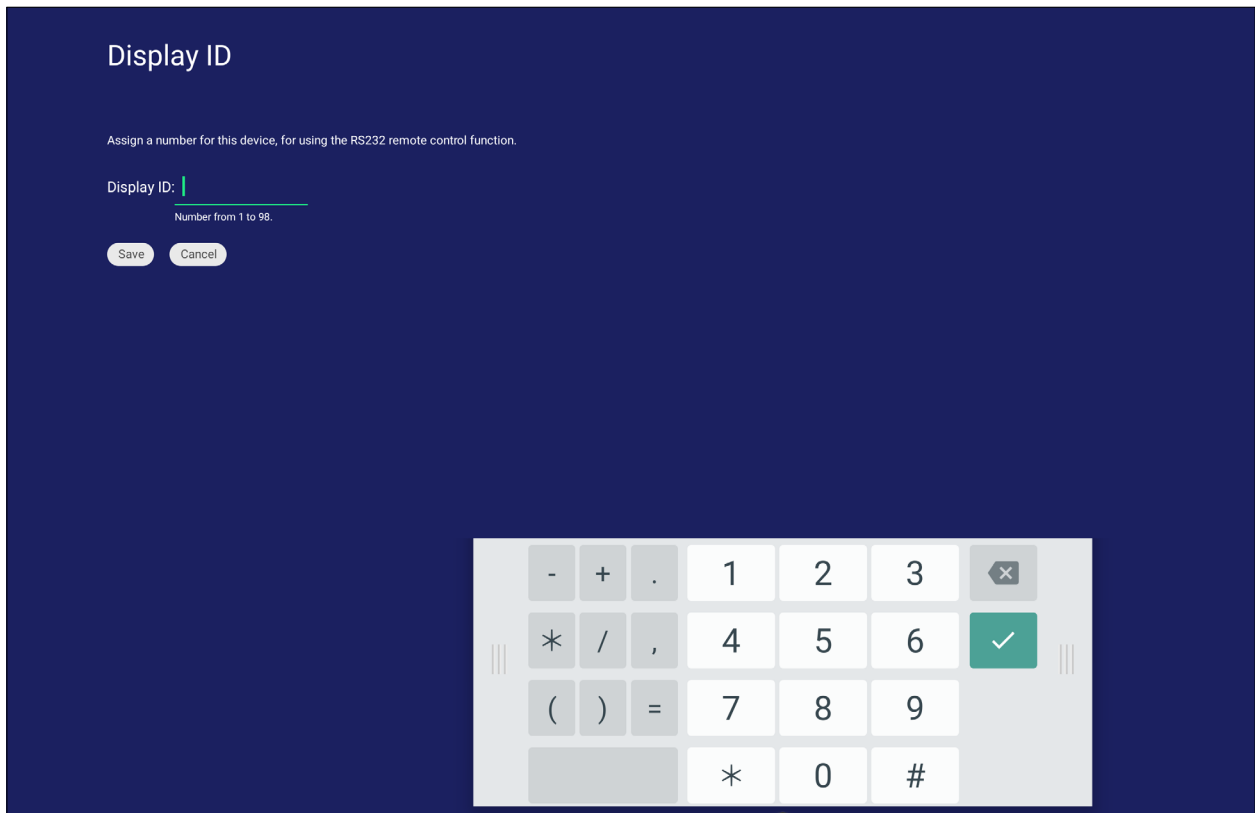 Display ID
Assign a number for this device, for using the RS232 remote control function.
Display ID:
Number from 1 to 98.
Save Cancel
- + . 1 2 3
* / , 4 5 6
( ) = 7 8 9
* 0 #